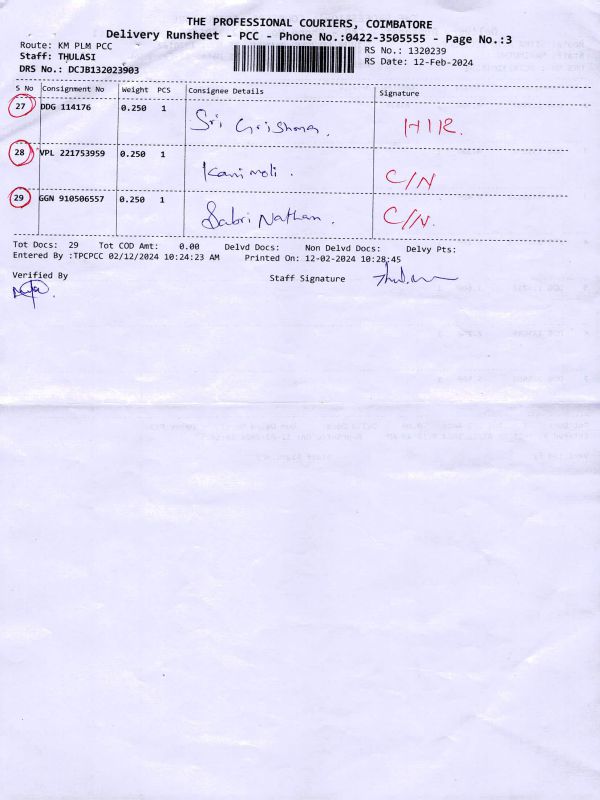 THE PROFESSIONAL COURIERS, COIMBATORE
Delivery Runsheet - PCC - Phone No.:0422-3505555 - Page No.:3
Route: KM PLM PCC
RS No.: 1320239
Staff: THULASI
RS Date: 12-Feb-2024
DRS No.: DCJB132023903
S No Consignment No Weight PCS Consignee Details Signature
27 DDG 114176 0.250 1 Sri Grishona. HIR.
28 VPL 221753959 0.250 1 Kanimoli. C/N
29 GGN 910506557 0.250 1 Sabri Nathan. C/N.
Tot Docs: 29 Tot COD Amt: 0.00 Delvd Docs: Non Delvd Docs: Delvy Pts:
Entered By :TPCPCC 02/12/2024 10:24:23 AM Printed On: 12-02-2024 10:28:45
Verified By Staff Signature